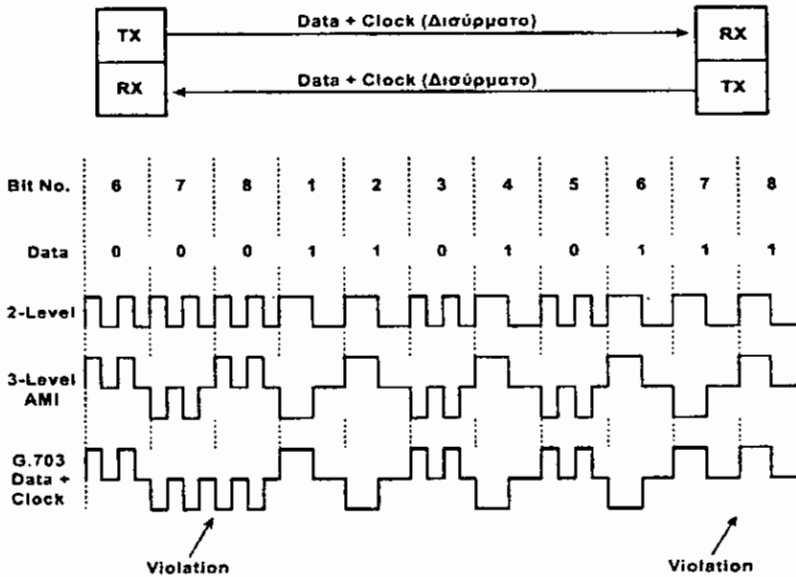 TX Data + Clock (Δισύρματο) RX
RX Data + Clock (Δισύρματο) TX
Bit No. 6 7 8 1 2 3 4 5 6 7 8
Data 0 0 0 1 1 0 1 0 1 1 1
2-Level
3-Level
AMI
G.703
Data +
Clock
Violation Violation